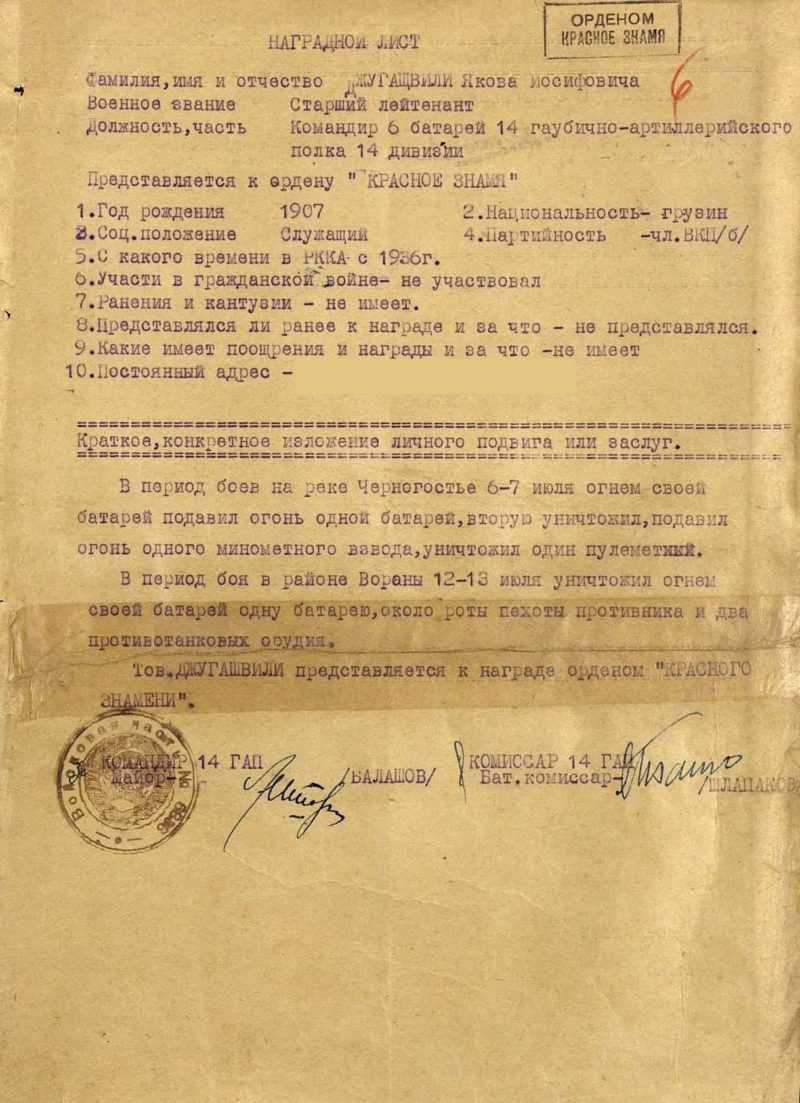 ОРДЕНОМ
КРАСНОЕ ЗНАМЯ
НАГРАДНОЙ ЛИСТ
6
Фамилия,имя и отчество ДЖУГАЩВИЛИ Якова Иосифовича
Военное звание Старший лейтенант
Должность,часть Командир 6 батарей 14 гаубично-артиллерийского
полка 14 дивизии
Представляется к ордену "КРАСНОЕ ЗНАМЯ"
1.Год рождения 1907 2.Национальность- грузин
3.Соц.положение Служащий 4.Партийность -чл.ВКП/б/
5.С какого времени в РККА с 1936г.
6.Участи в гражданской войне- не участвовал
7.Ранения и кантузии - не имеет.
8.Представлялся ли ранее к награде и за что - не представлялся.
9.Какие имеет поощрения и награды и за что -не имеет
10.Постоянный адрес -
Краткое,конкретное изложение личного подвига или заслуг.
В период боев на реке Черногостье 6-7 июля огнем своей
батарей подавил огонь одной батарей,вторую уничтожил,подавил
огонь одного минометного взвода,уничтожил один пулеметный.
В период боя в районе Вораны 12-13 июля уничтожил огнем
своей батарей одну батарею,около роты пехоты противника и два
противотанковых орудия.
Тов.ДЖУГАШВИЛИ представляется к награде орденом "КРАСНОГО
ЗНАМЕНИ".
КОМАНДИР 14 ГАП КОМИССАР 14 ГАП
Майор- /БАЛАШОВ/ Бат.комиссар- /ШЛАПАКОВ
Войсковая часть №